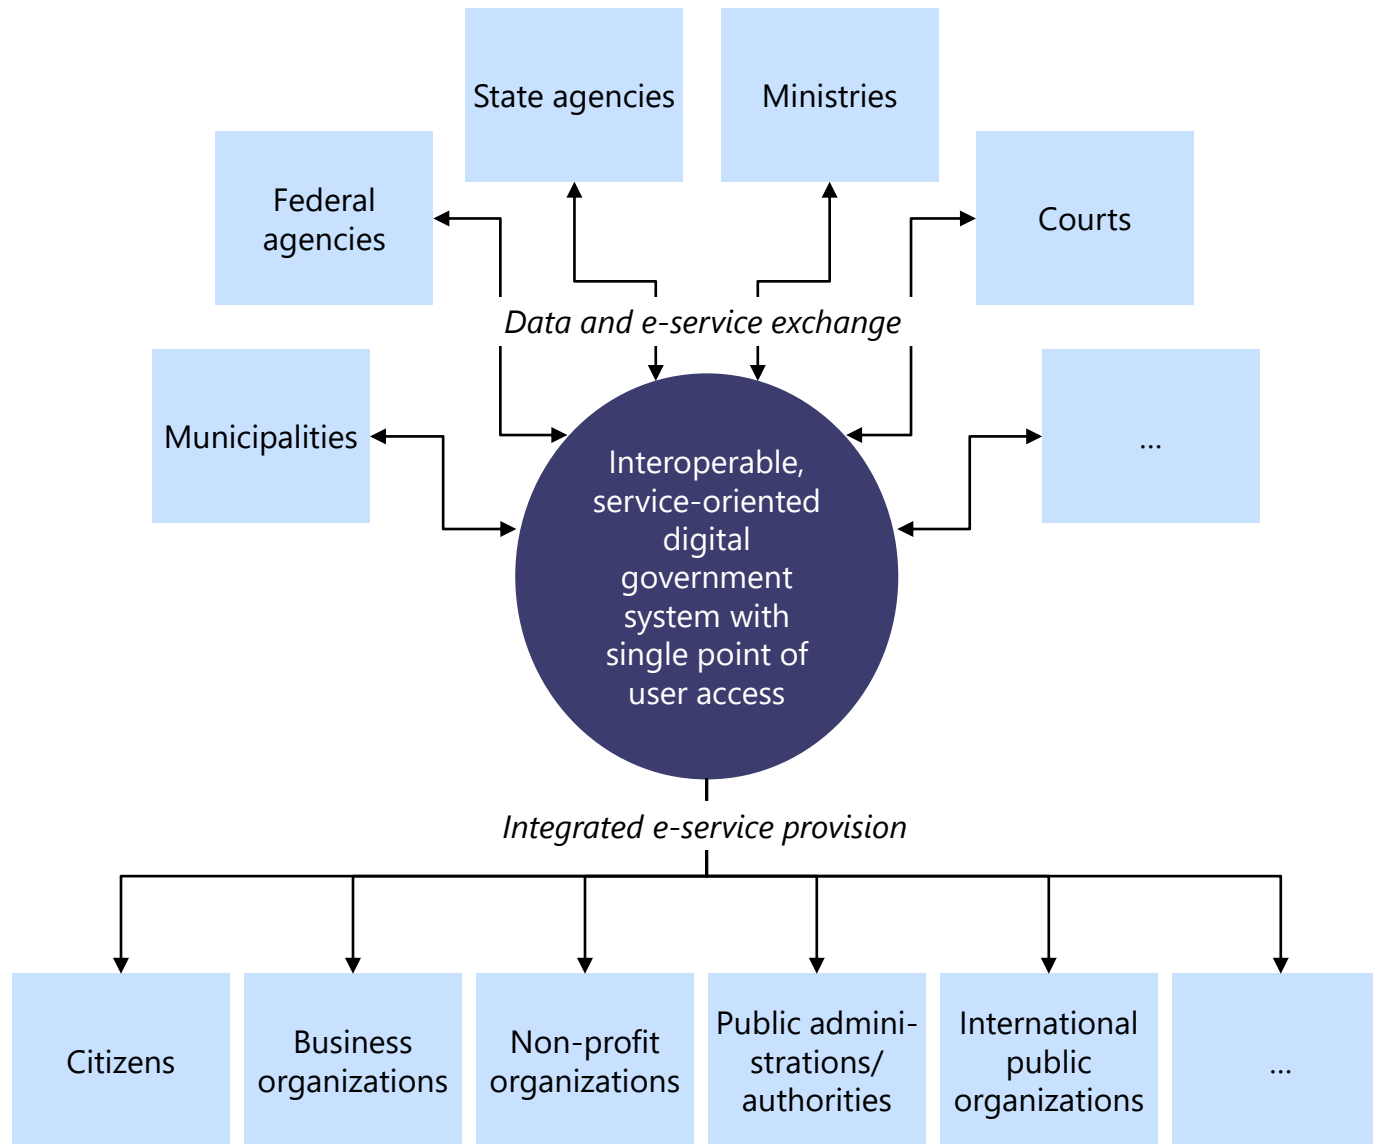 State agencies
Ministries
Federal
agencies
Courts
Data and e-service exchange
Municipalities
...
Interoperable,
service-oriented
digital
government
system with
single point of
user access
Integrated e-service provision
Citizens
Business
organizations
Non-profit
organizations
Public admini-
strations/
authorities
International
public
organizations
...